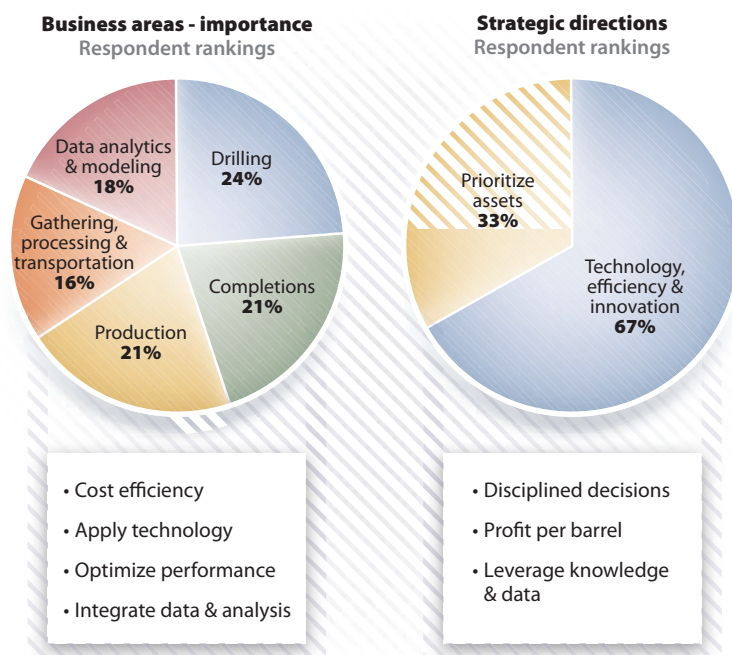 Business areas - importance
Respondent rankings
Data analytics
& modeling
18%
Drilling
24%
Gathering,
processing &
transportation
16%
Completions
21%
Production
21%
• Cost efficiency
• Apply technology
• Optimize performance
• Integrate data & analysis
Strategic directions
Respondent rankings
Prioritize
assets
33%
Technology,
efficiency &
innovation
67%
• Disciplined decisions
• Profit per barrel
• Leverage knowledge
& data